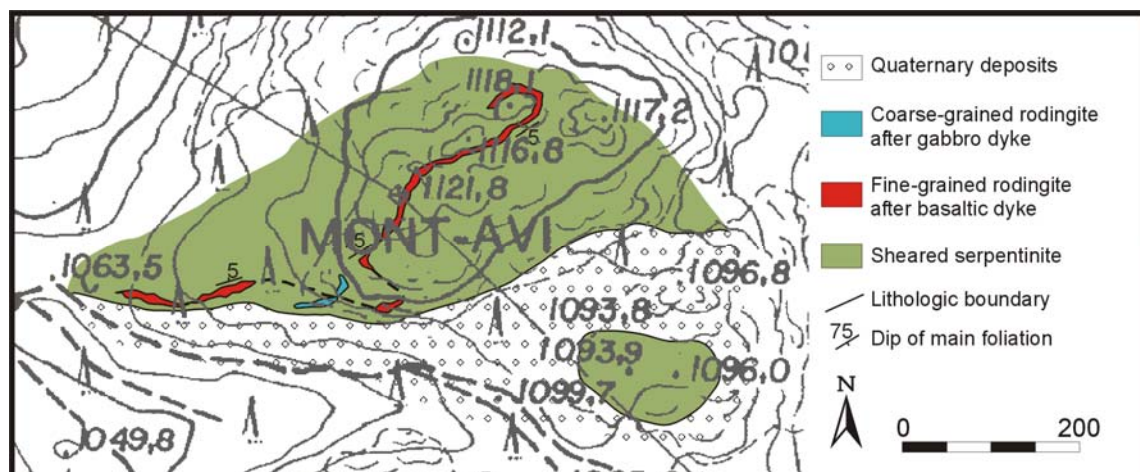 1112,1
1118,1
1117,2
5
1116,8
1121,8
MONT-AVI
5
1063,5
5
1096,8
1093,8
1093,9
1096,0
1099,7
1049,8
Quaternary deposits
Coarse-grained rodingite
after gabbro dyke
Fine-grained rodingite
after basaltic dyke
Sheared serpentinite
Lithologic boundary
75
Dip of main foliation
N
0 200